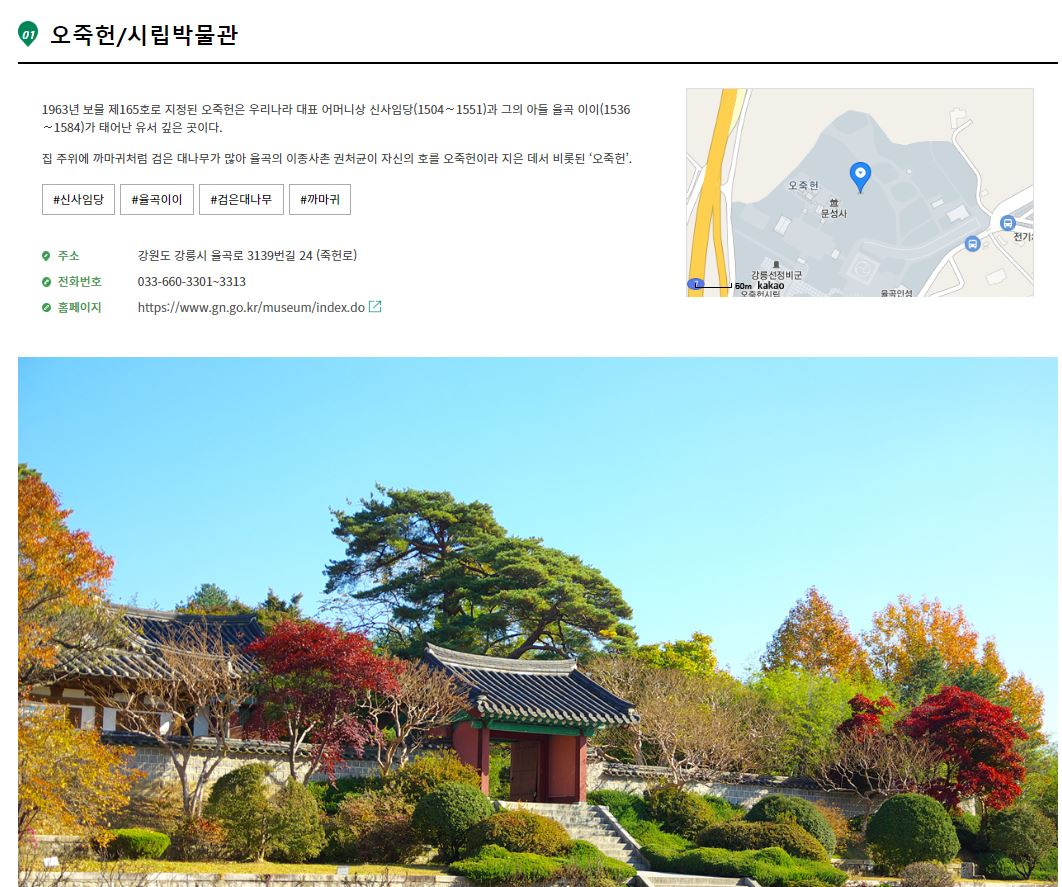 01 오죽헌/시립박물관
1963년 보물 제165호로 지정된 오죽헌은 우리나라 대표 어머니상 신사임당(1504~1551)과 그의 아들 율곡 이이(1536
~1584)가 태어난 유서 깊은 곳이다.
집 주위에 까마귀처럼 검은 대나무가 많아 율곡의 이종사촌 권처균이 자신의 호를 오죽헌이라 지은 데서 비롯된 ‘오죽헌’.
#신사임당 #율곡이이 #검은대나무 #까마귀
주소 강원도 강릉시 율곡로 3139번길 24 (죽헌로)
전화번호 033-660-3301~3313
홈페이지 https://www.gn.go.kr/museum/index.do
오죽헌
문성사
전기
강릉선정비군
50m kakao
오죽헌시립
율곡인성